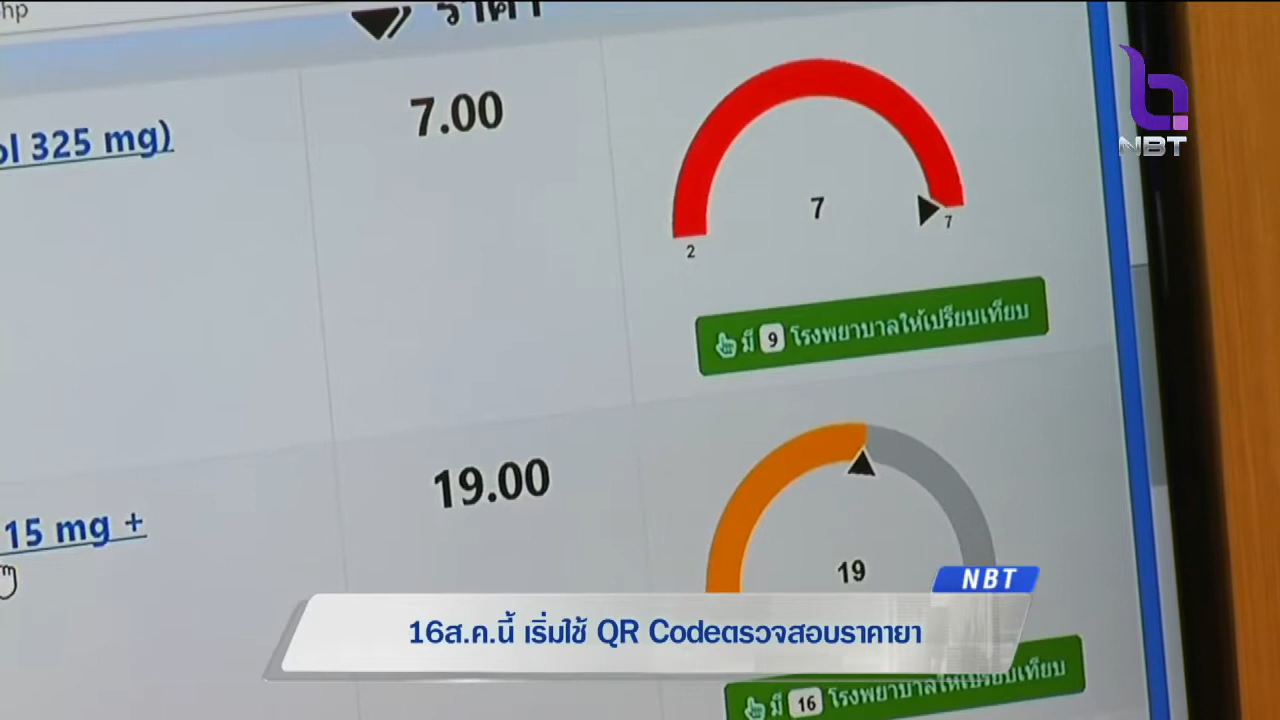 hp
ราคา
ol 325 mg)
7.00
7
2
7
มี 9 โรงพยาบาลให้เปรียบเทียบ
15 mg +
19.00
19
มี 16 โรงพยาบาลให้เปรียบเทียบ
NBT
NBT
16ส.ค.นี้ เริ่มใช้ QR Codeตรวจสอบราคายา